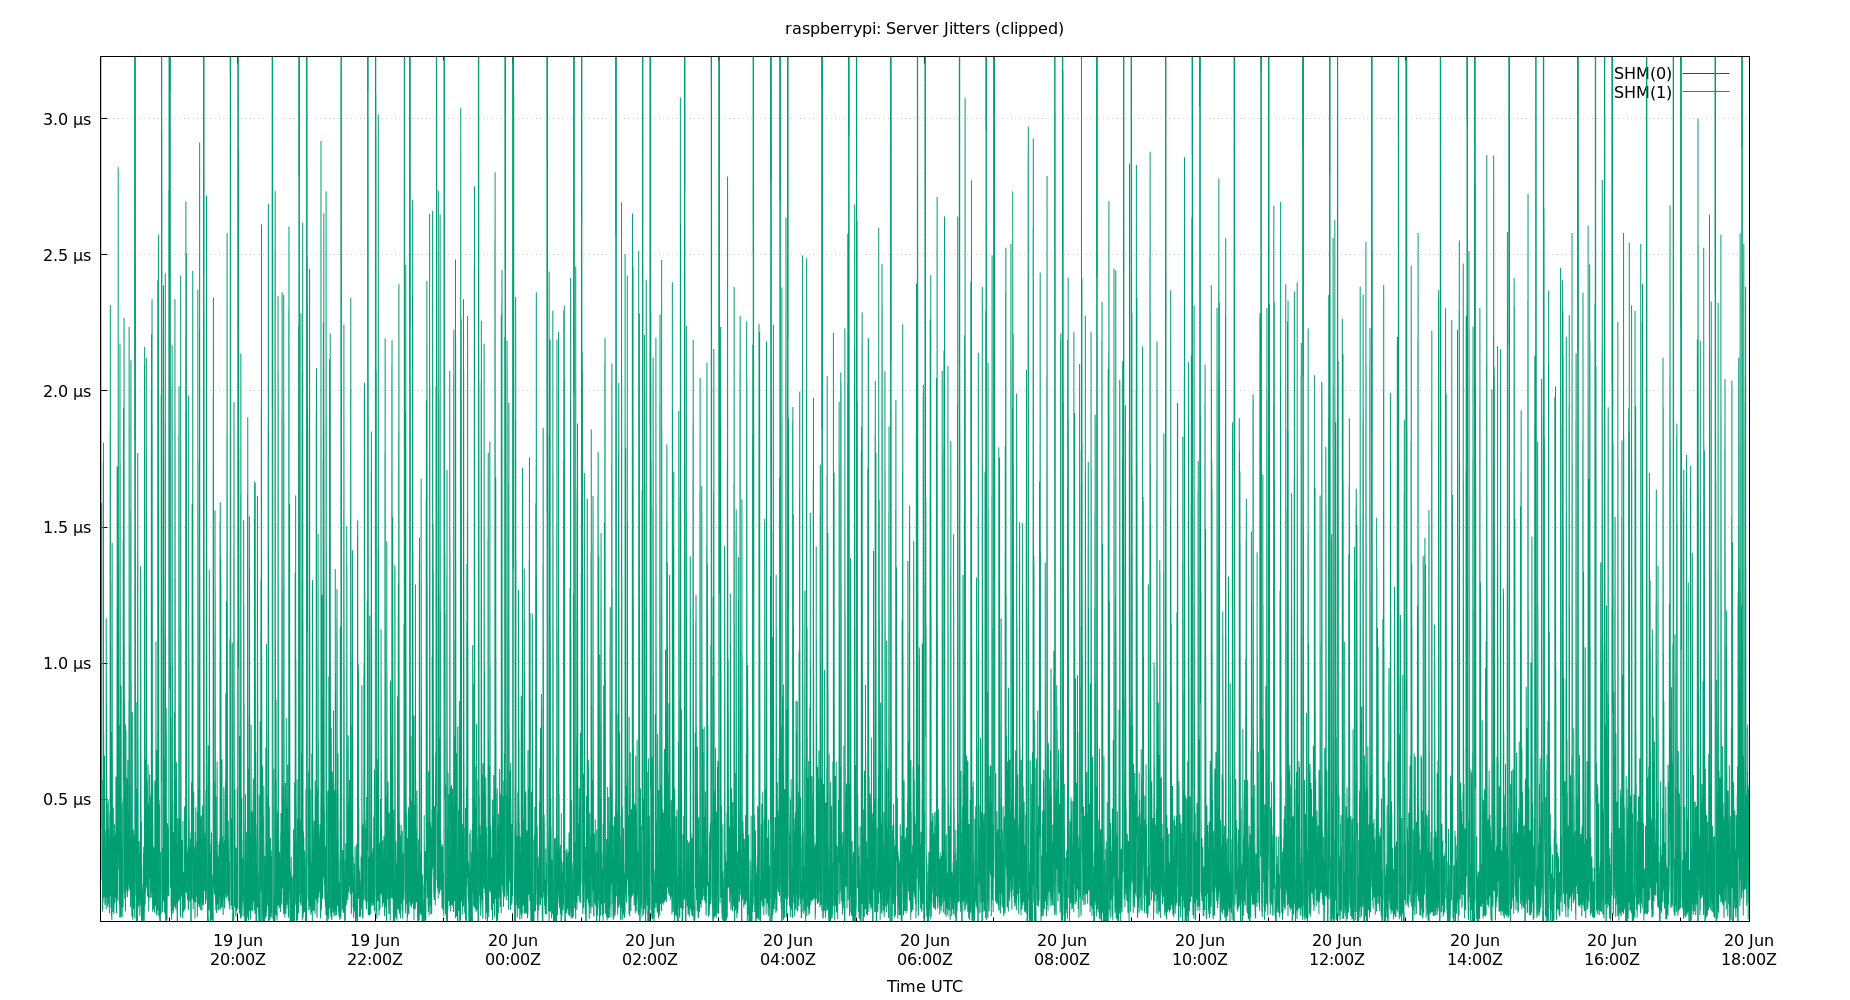 raspberrypi: Server Jitters (clipped)
SHM(0)
SHM(1)
3.0 µs
2.5 µs
2.0 µs
1.5 µs
1.0 µs
0.5 µs
19 Jun 19 Jun 20 Jun 20 Jun 20 Jun 20 Jun 20 Jun 20 Jun 20 Jun 20 Jun 20 Jun 20 Jun
20:00Z 22:00Z 00:00Z 02:00Z 04:00Z 06:00Z 08:00Z 10:00Z 12:00Z 14:00Z 16:00Z 18:00Z
Time UTC